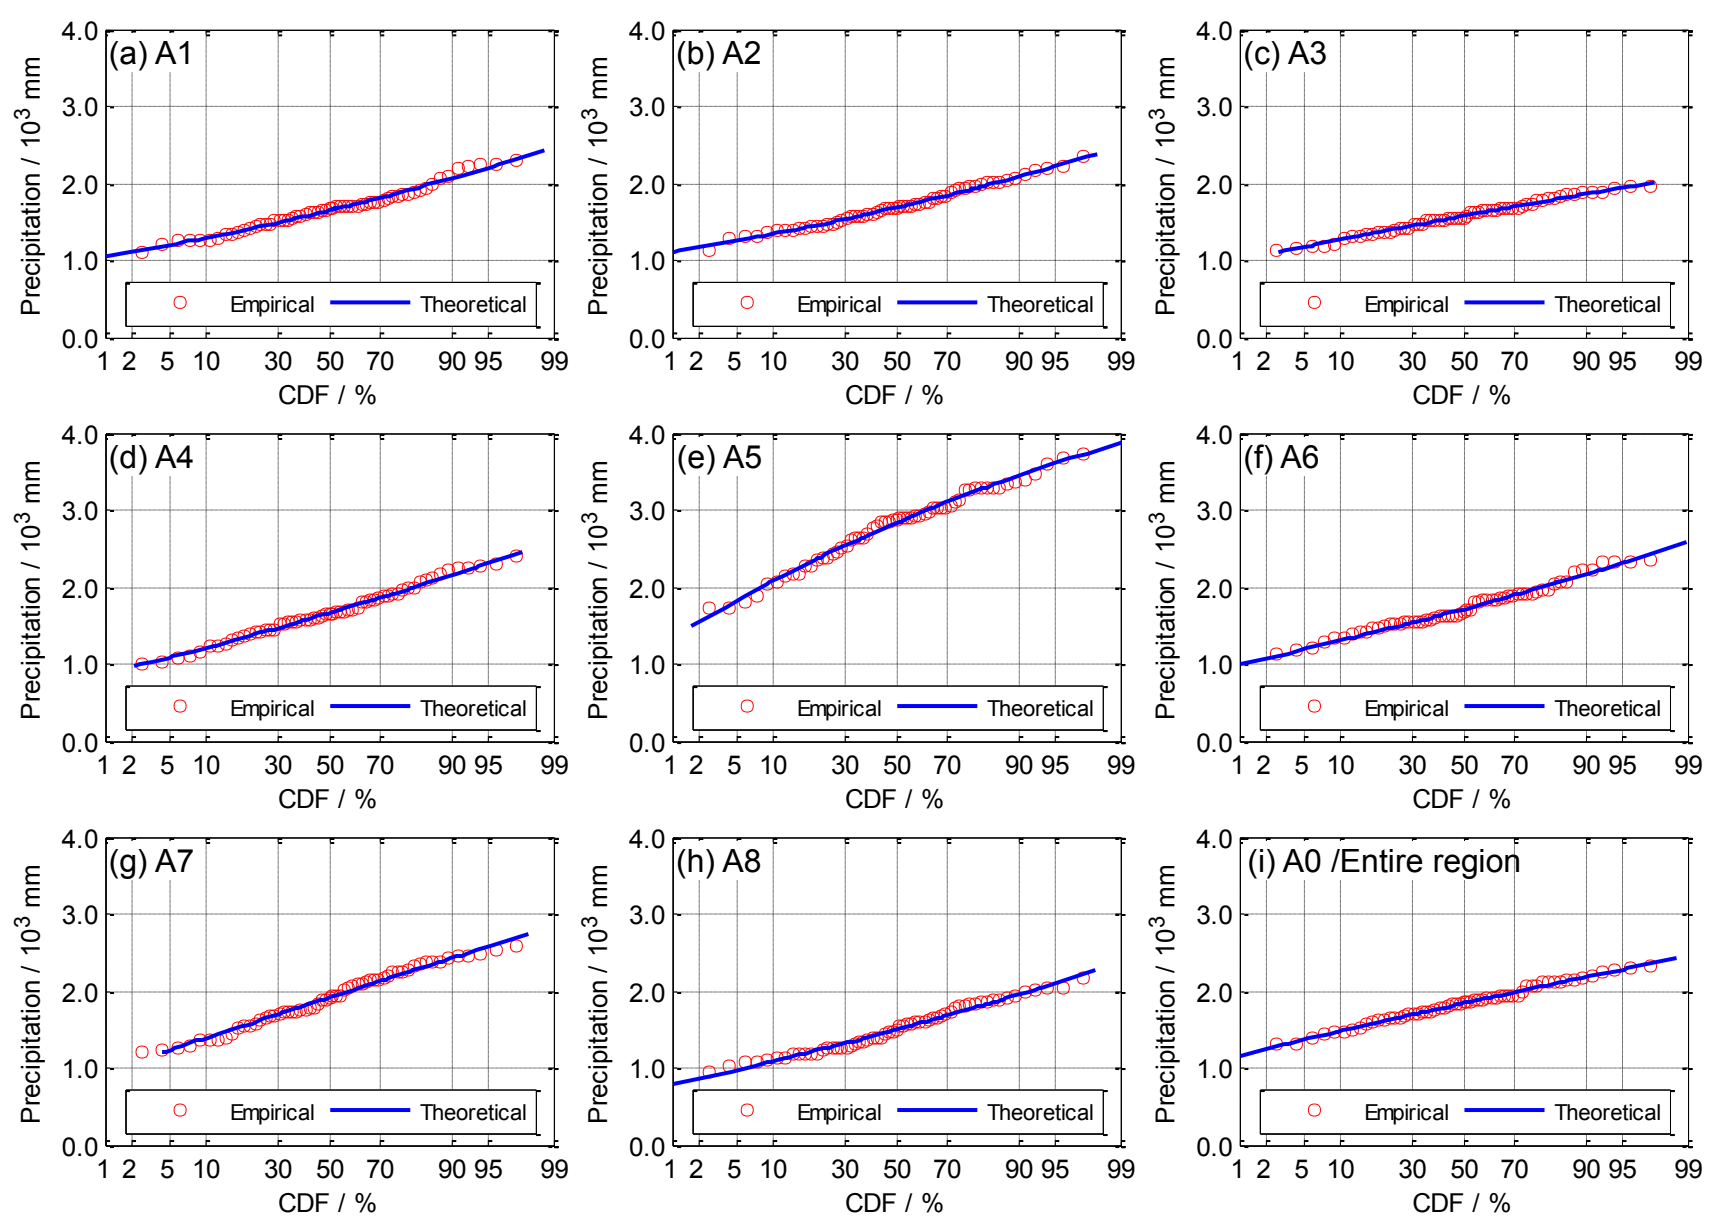 (a) A1
Precipitation / 10³ mm
4.0
3.0
2.0
1.0
0.0
Empirical Theoretical
1 2 5 10 30 50 70 90 95 99
CDF / %
(b) A2
Precipitation / 10³ mm
4.0
3.0
2.0
1.0
0.0
Empirical Theoretical
1 2 5 10 30 50 70 90 95 99
CDF / %
(c) A3
Precipitation / 10³ mm
4.0
3.0
2.0
1.0
0.0
Empirical Theoretical
1 2 5 10 30 50 70 90 95 99
CDF / %
(d) A4
Precipitation / 10³ mm
4.0
3.0
2.0
1.0
0.0
Empirical Theoretical
1 2 5 10 30 50 70 90 95 99
CDF / %
(e) A5
Precipitation / 10³ mm
4.0
3.0
2.0
1.0
0.0
Empirical Theoretical
1 2 5 10 30 50 70 90 95 99
CDF / %
(f) A6
Precipitation / 10³ mm
4.0
3.0
2.0
1.0
0.0
Empirical Theoretical
1 2 5 10 30 50 70 90 95 99
CDF / %
(g) A7
Precipitation / 10³ mm
4.0
3.0
2.0
1.0
0.0
Empirical Theoretical
1 2 5 10 30 50 70 90 95 99
CDF / %
(h) A8
Precipitation / 10³ mm
4.0
3.0
2.0
1.0
0.0
Empirical Theoretical
1 2 5 10 30 50 70 90 95 99
CDF / %
(i) A0 /Entire region
Precipitation / 10³ mm
4.0
3.0
2.0
1.0
0.0
Empirical Theoretical
1 2 5 10 30 50 70 90 95 99
CDF / %